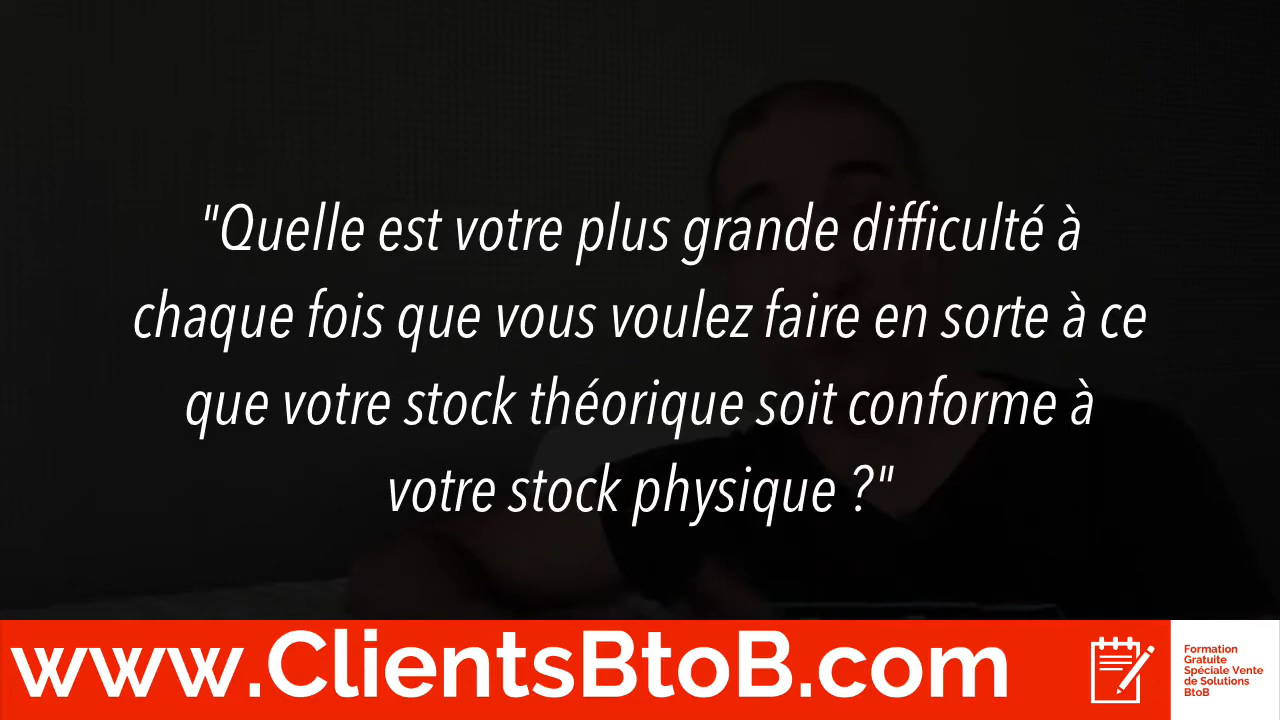 "Quelle est votre plus grande difficulté à
chaque fois que vous voulez faire en sorte à ce
que votre stock théorique soit conforme à
votre stock physique ?"
www.ClientsBtoB.com
Formation
Gratuite
Spéciale Vente
de Solutions
BtoB